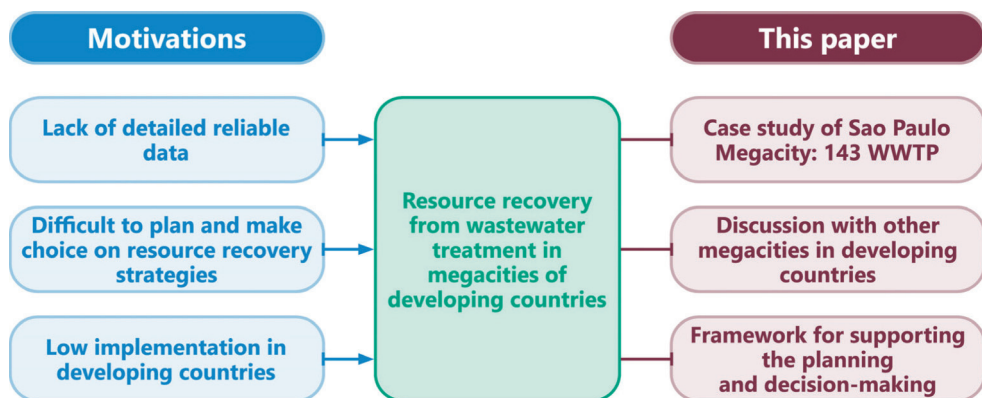 Motivations
Lack of detailed reliable
data
Difficult to plan and make
choice on resource recovery
strategies
Low implementation in
developing countries
Resource recovery
from wastewater
treatment in
megacities of
developing countries
This paper
Case study of Sao Paulo
Megacity: 143 WWTP
Discussion with other
megacities in developing
countries
Framework for supporting
the planning
and decision-making